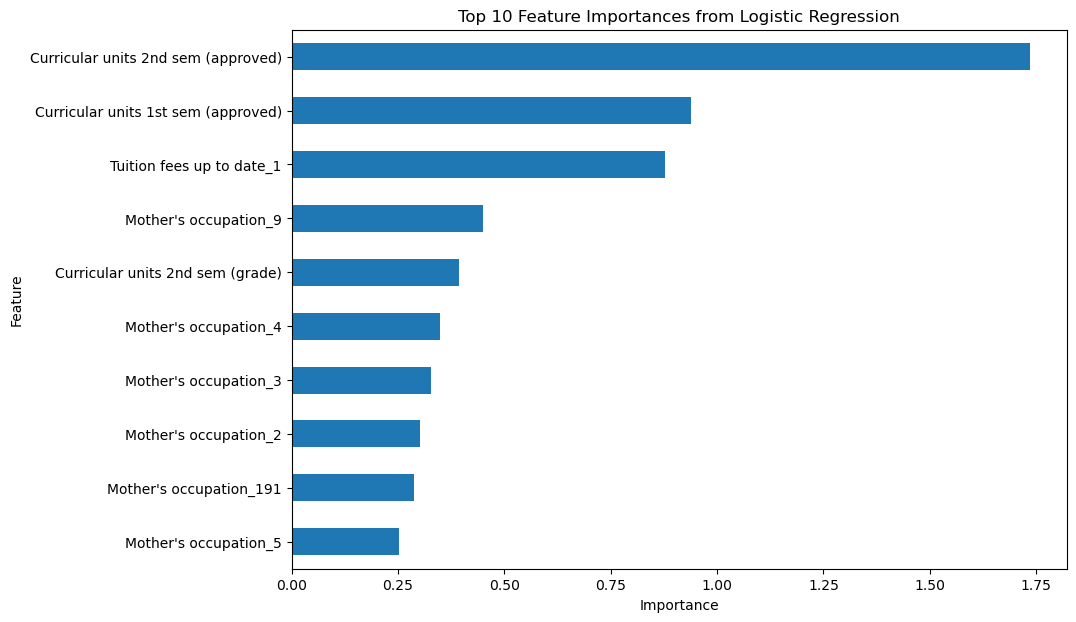 Top 10 Feature Importances from Logistic Regression
Curricular units 2nd sem (approved)
Curricular units 1st sem (approved)
Tuition fees up to date_1
Mother's occupation_9
Curricular units 2nd sem (grade)
Mother's occupation_4
Mother's occupation_3
Mother's occupation_2
Mother's occupation_191
Mother's occupation_5
Feature
0.00 0.25 0.50 0.75 1.00 1.25 1.50 1.75
Importance